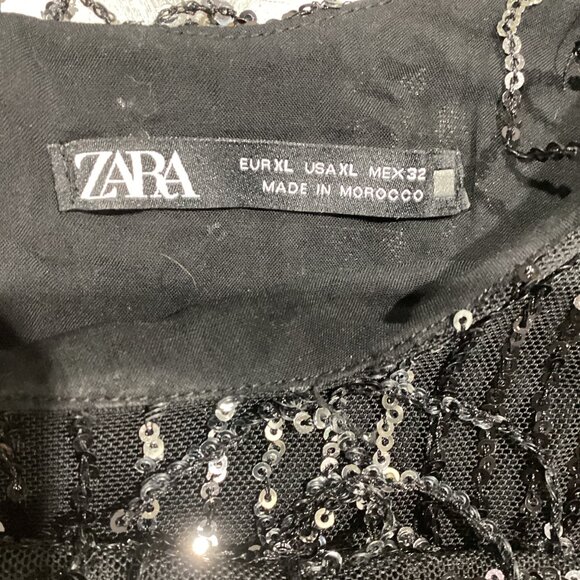 ZARA
EUR XL USA XL MEX 32
MADE IN MOROCCO